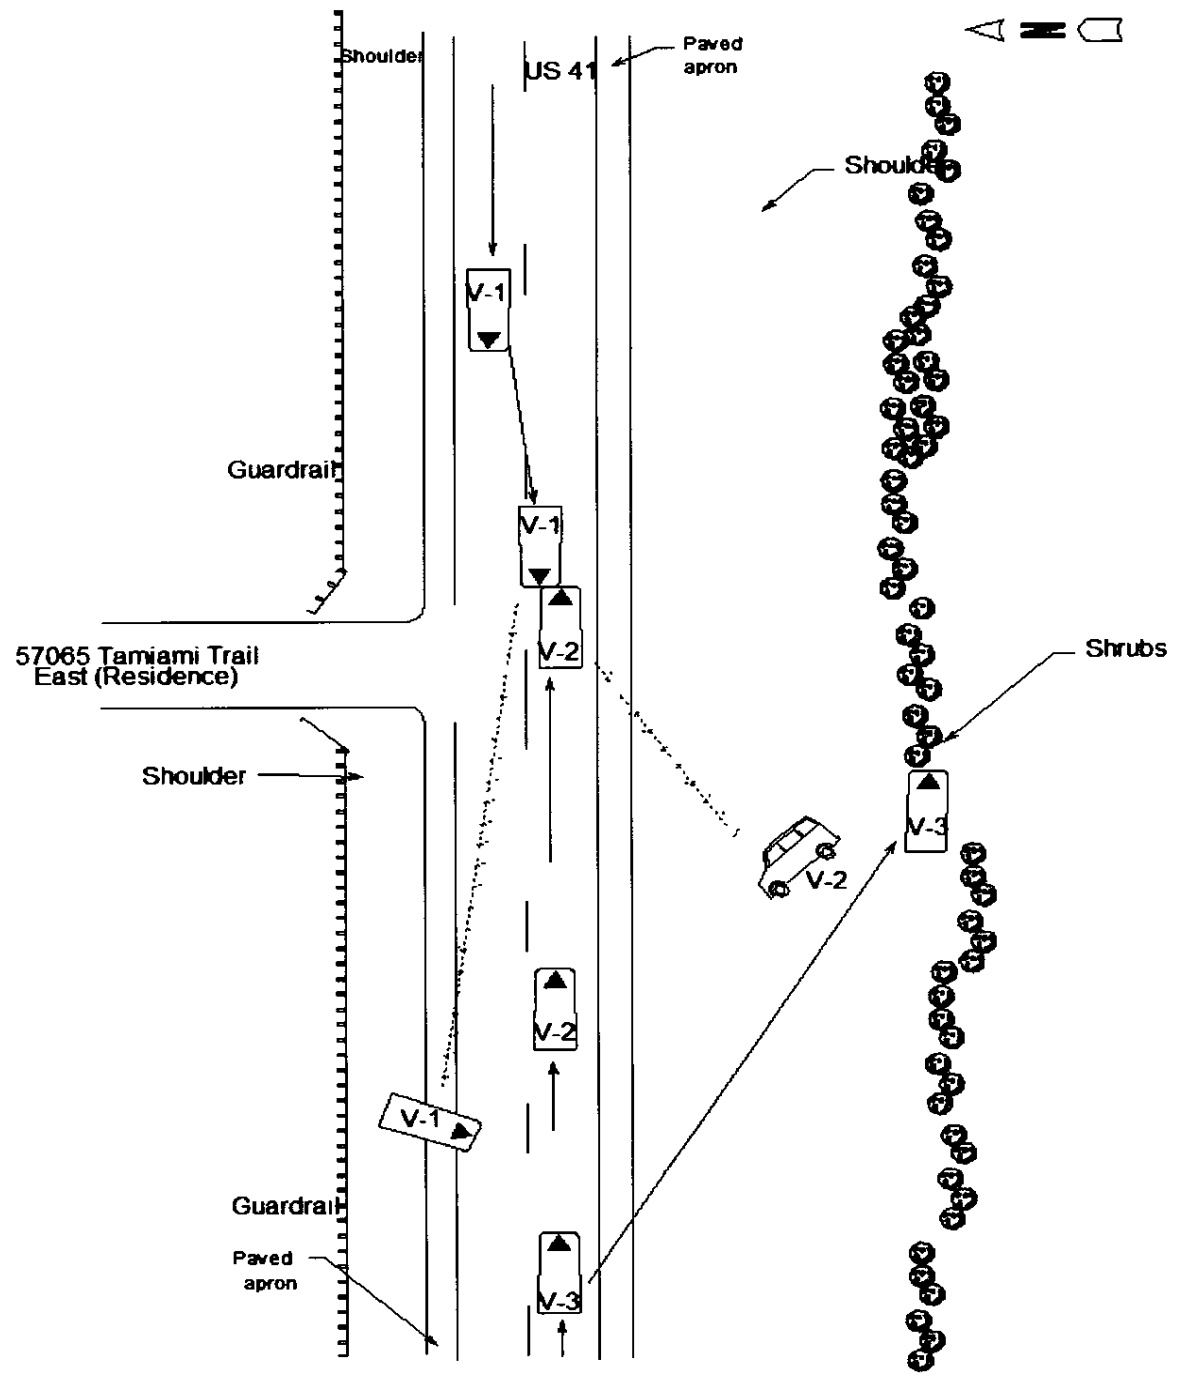 N
Shoulder
US 41
Paved
apron
Shoulder
V-1
Guardrail
V-1
V-2
57065 Tamiami Trail
East (Residence)
Shrubs
Shoulder
V-3
V-2
V-2
V-1
Guardrail
Paved
apron
V-3